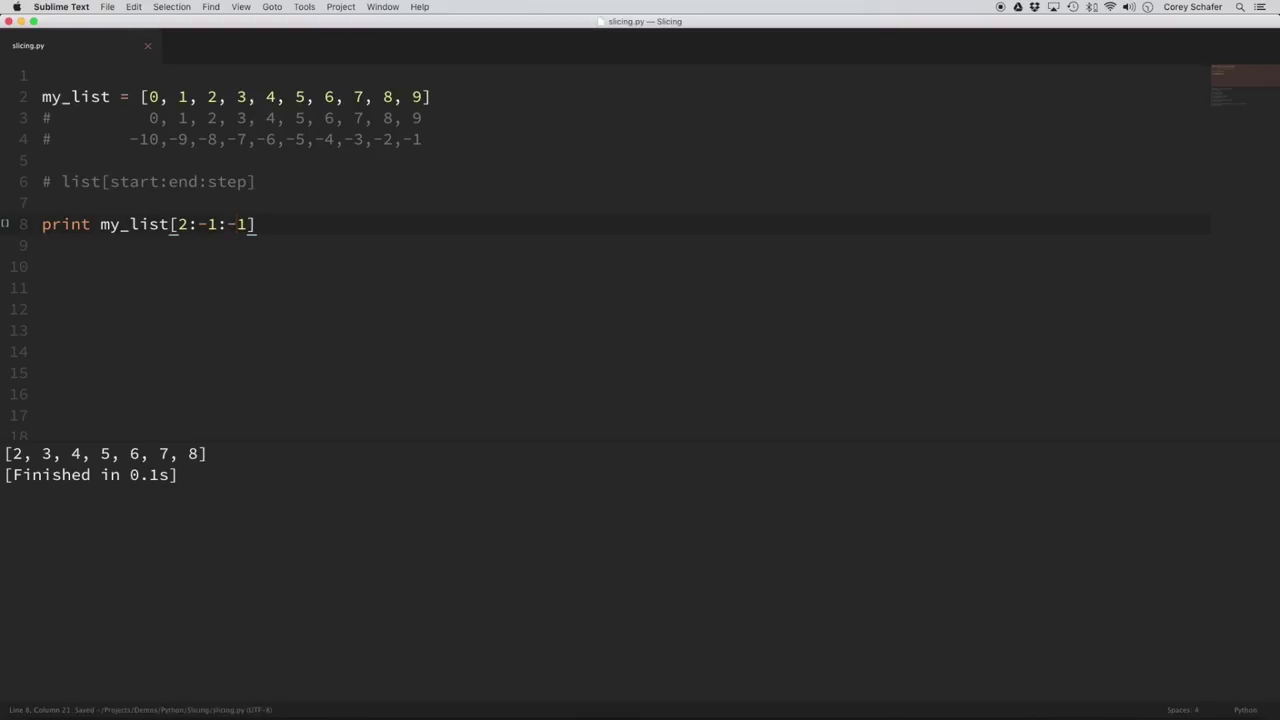 Sublime Text File Edit Selection Find View Goto Tools Project Window Help Corey Schafer
slicing.py — Slicing
slicing.py
1
2 my_list = [0, 1, 2, 3, 4, 5, 6, 7, 8, 9]
3 # 0, 1, 2, 3, 4, 5, 6, 7, 8, 9
4 # -10,-9,-8,-7,-6,-5,-4,-3,-2,-1
5
6 # list[start:end:step]
7
8 print my_list[2:-1:-1]
9
10
11
12
13
14
15
16
17
18
[2, 3, 4, 5, 6, 7, 8]
[Finished in 0.1s]
Line 8, Column 21: Saved ~/Projects/Demos/Python/Slicing/slicing.py (UTF-8) Spaces: 4 Python